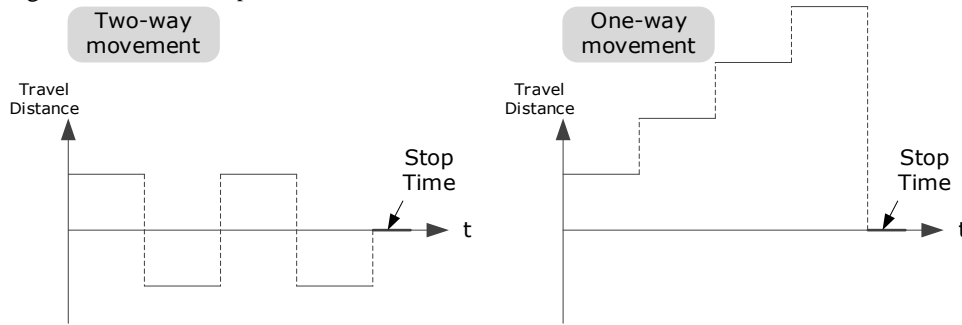 Two-way
movement
Travel
Distance
Stop
Time
t
One-way
movement
Travel
Distance
Stop
Time
t